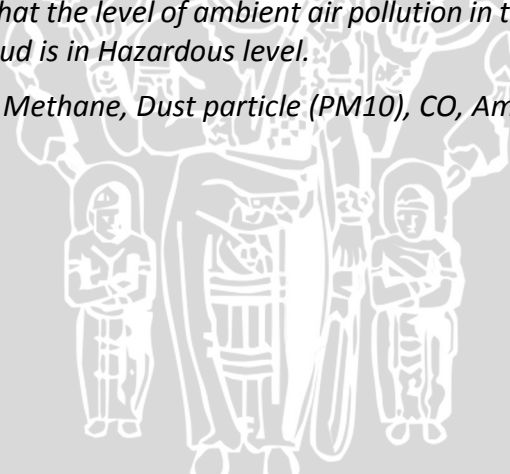 hat the level of ambient air pollution in t
ud is in Hazardous level.
Methane, Dust particle (PM10), CO, Am